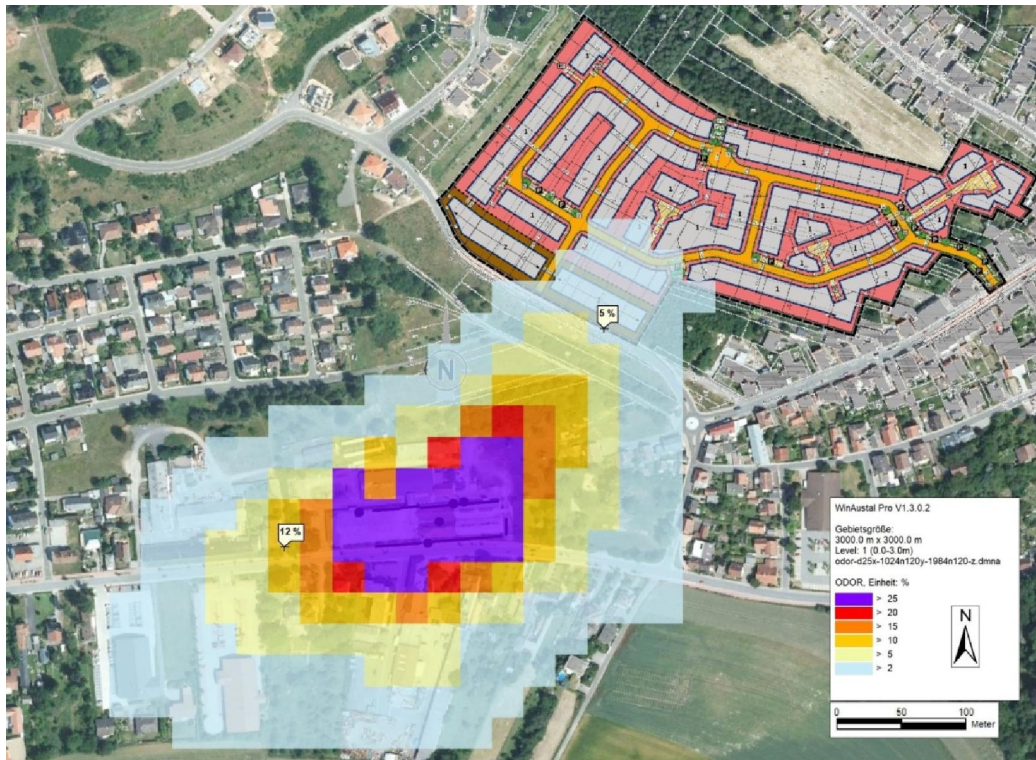 5 %
N
12 %
WinAustal Pro V1.3.0.2
Gebietsgröße:
3000.0 m x 3000.0 m
Level: 1 (0.0-3.0m)
odor-d25x-1024n120y-1984n120-z.dmna
ODOR, Einheit: %
> 25
> 20
> 15
> 10
> 5
> 2
N
0 50 100
Meter